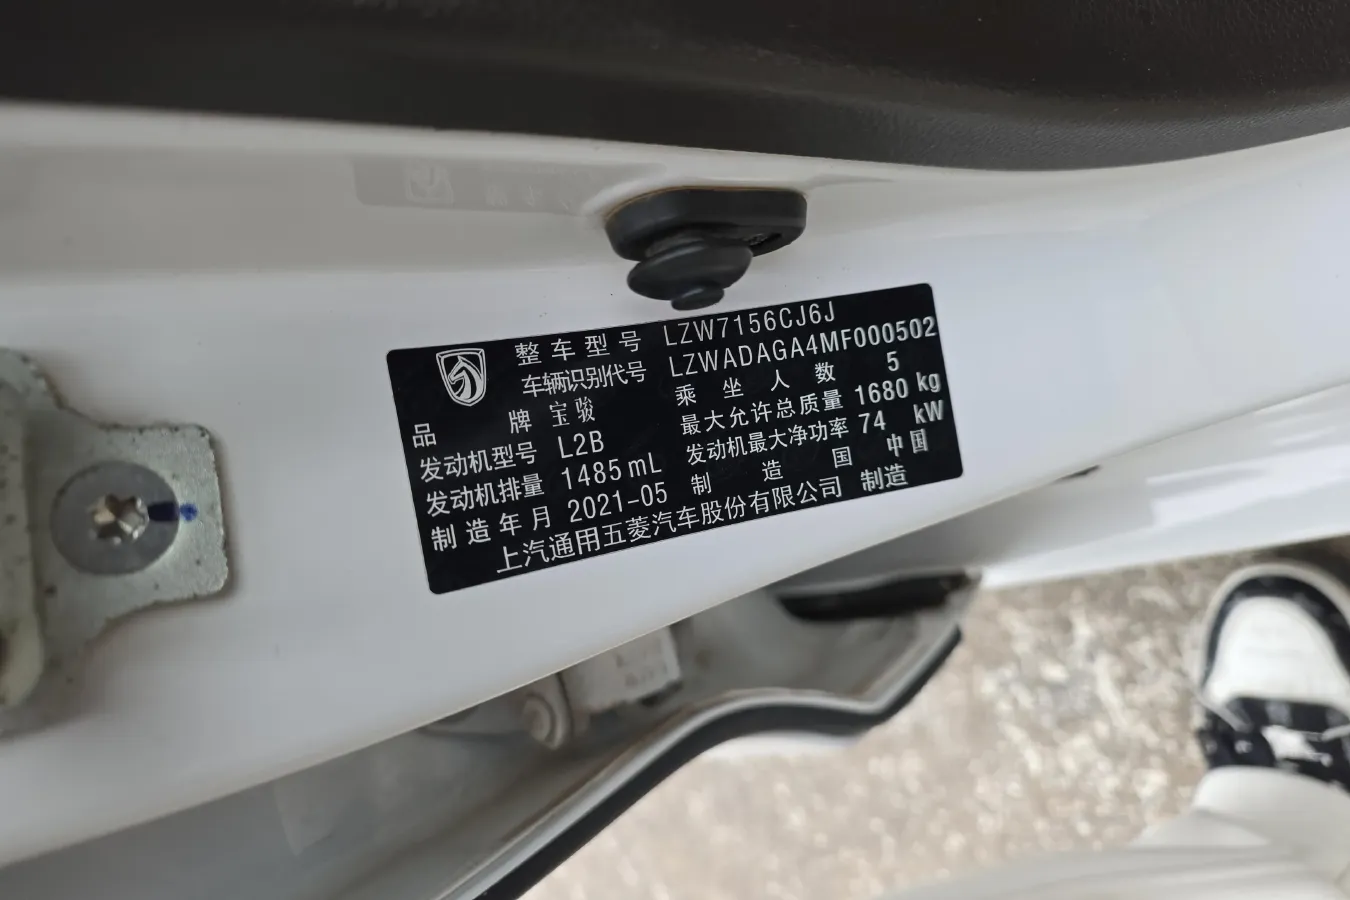 整车型号 LZW7156CJ6J
车辆识别代号 LZWADAGA4MF000502
品牌 宝骏 乘坐人数 5
发动机型号 L2B 最大允许总质量 1680 kg
发动机排量 1485 mL 发动机最大净功率 74 kW
制造年月 2021-05 制造国 中国
上汽通用五菱汽车股份有限公司 制造